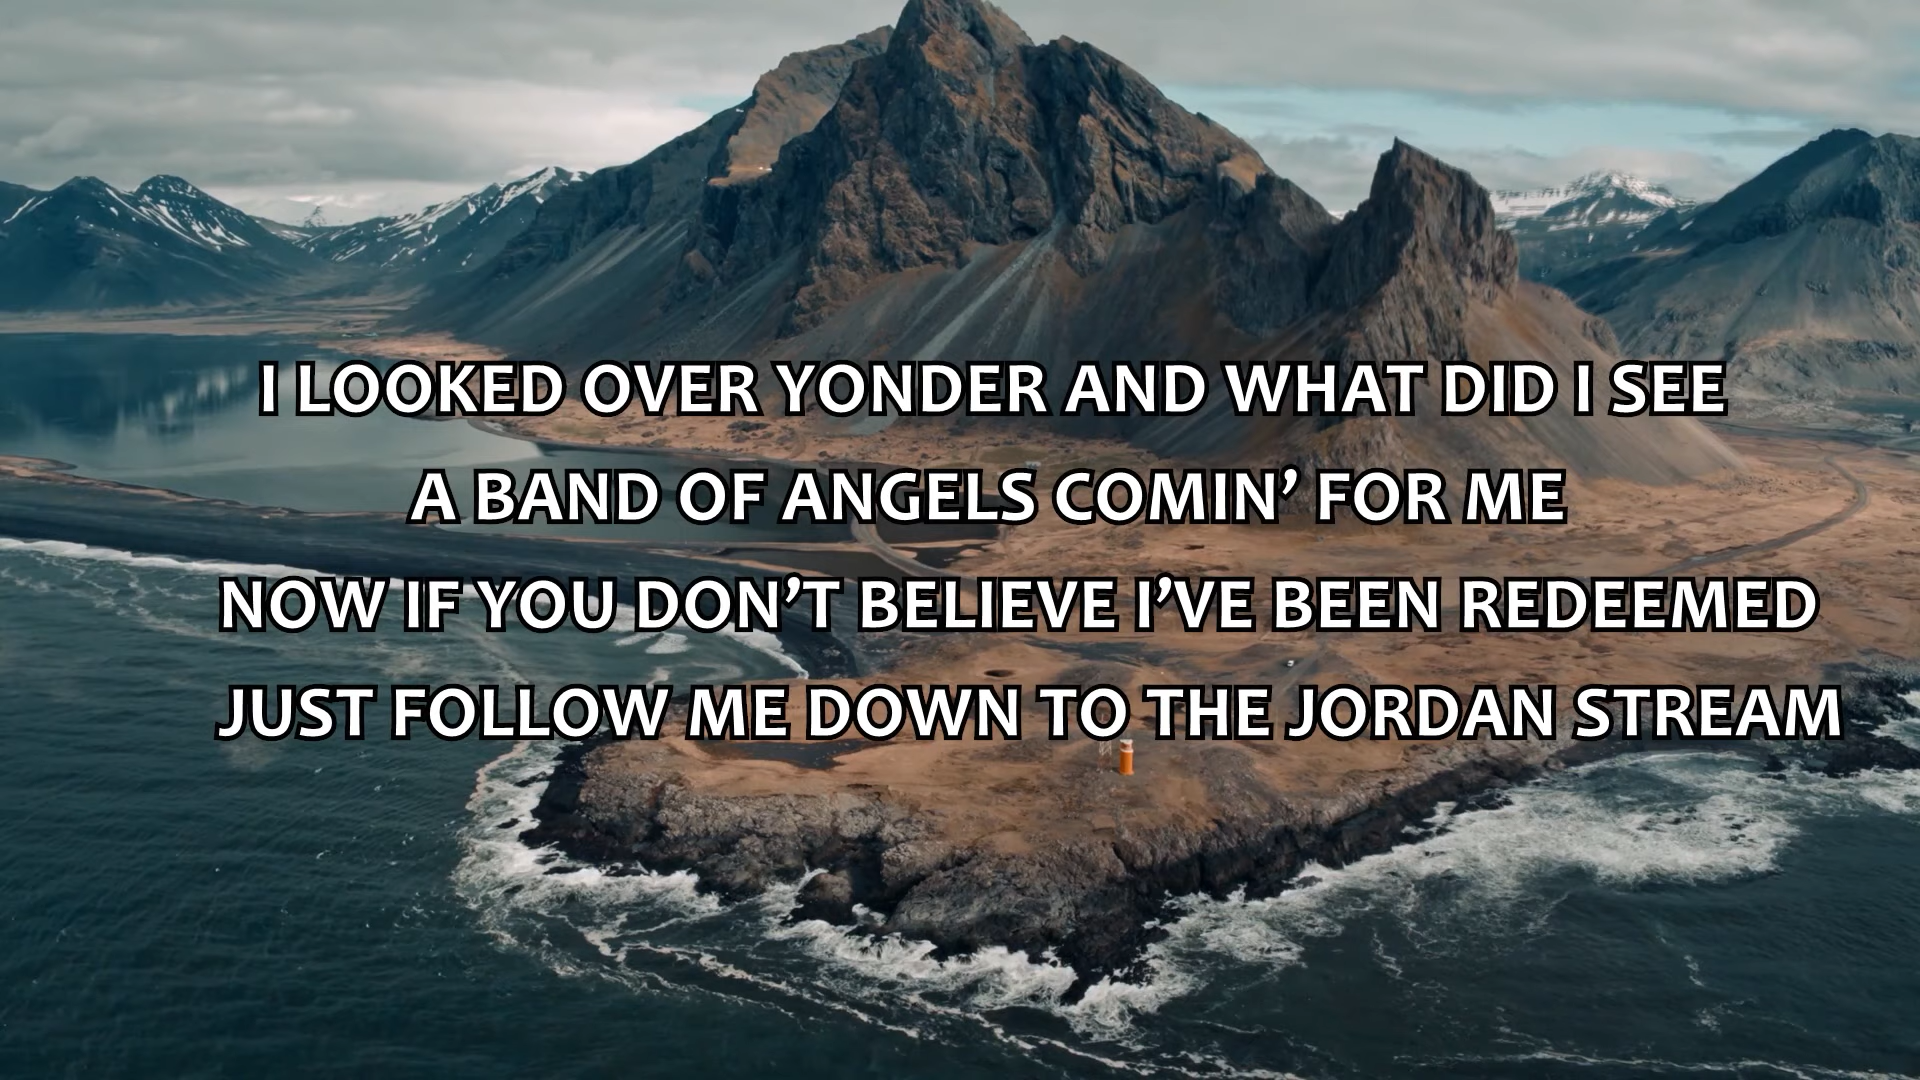 I LOOKED OVER YONDER AND WHAT DID I SEE
A BAND OF ANGELS COMIN’ FOR ME
NOW IF YOU DON’T BELIEVE I’VE BEEN REDEEMED
JUST FOLLOW ME DOWN TO THE JORDAN STREAM